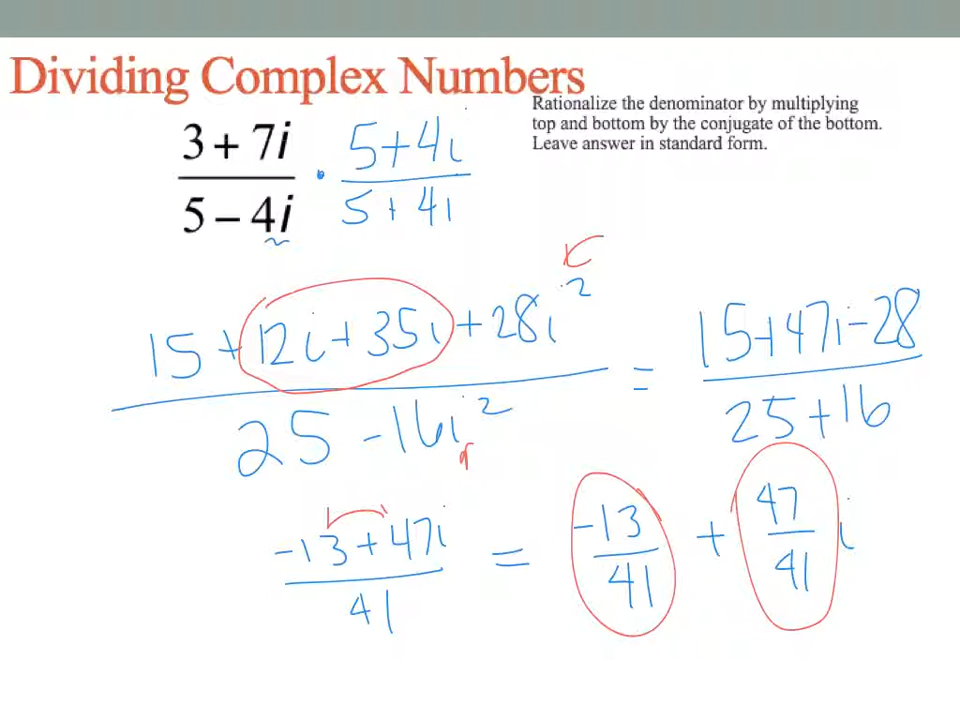 Dividing Complex Numbers
Rationalize the denominator by multiplying
top and bottom by the conjugate of the bottom.
Leave answer in standard form.
3 + 7i · 5+4i
5 – 4i 5+4i
15+12i+35i+28i² = 15+47i-28
25-16i² 25+16
-13+47i = -13 + 47 i
41 41 41